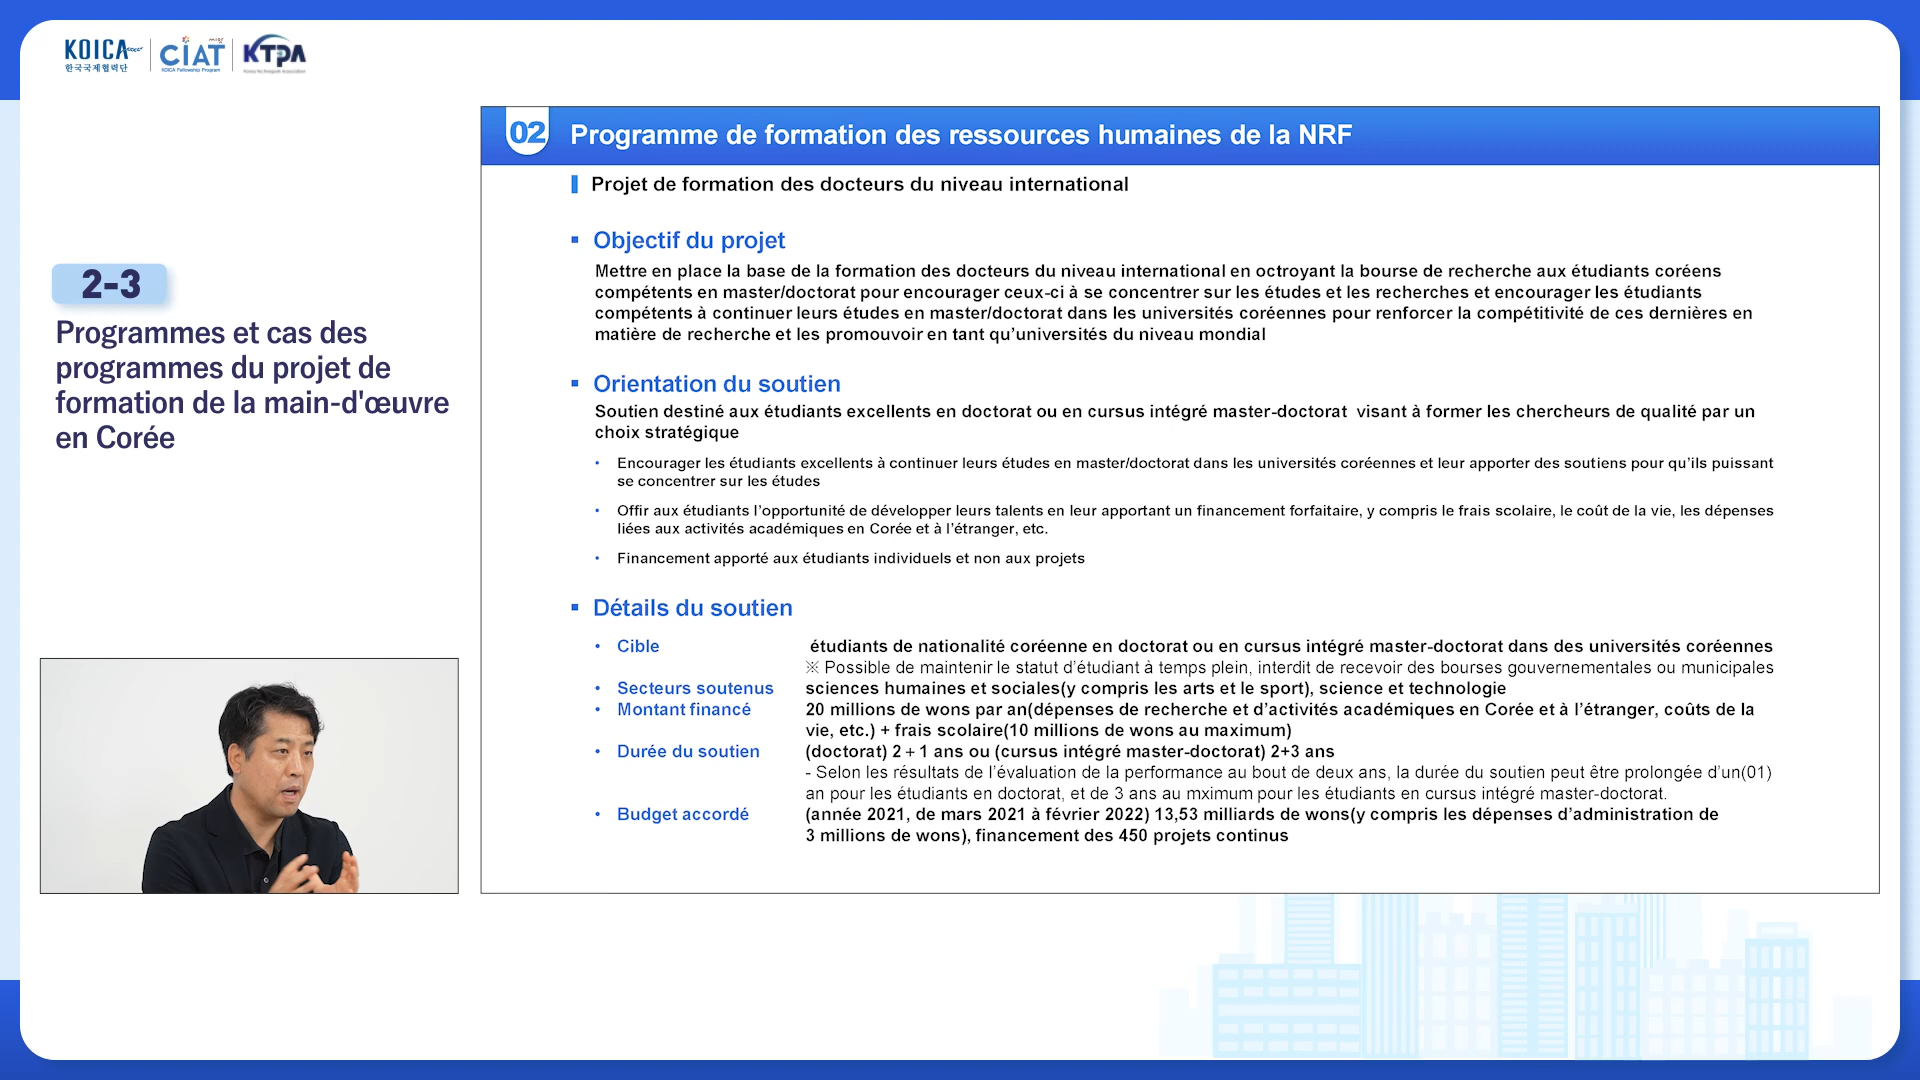 KOICA
한국국제협력단
CIAT
KOICA Fellowship Program
KTPA
Korea Technopark Association
02 Programme de formation des ressources humaines de la NRF
Projet de formation des docteurs du niveau international
2-3
Programmes et cas des
programmes du projet de
formation de la main-d'œuvre
en Corée
▪ Objectif du projet
Mettre en place la base de la formation des docteurs du niveau international en octroyant la bourse de recherche aux étudiants coréens
compétents en master/doctorat pour encourager ceux-ci à se concentrer sur les études et les recherches et encourager les étudiants
compétents à continuer leurs études en master/doctorat dans les universités coréennes pour renforcer la compétitivité de ces dernières en
matière de recherche et les promouvoir en tant qu’universités du niveau mondial
▪ Orientation du soutien
Soutien destiné aux étudiants excellents en doctorat ou en cursus intégré master-doctorat visant à former les chercheurs de qualité par un
choix stratégique
• Encourager les étudiants excellents à continuer leurs études en master/doctorat dans les universités coréennes et leur apporter des soutiens pour qu’ils puissant
se concentrer sur les études
• Offir aux étudiants l’opportunité de développer leurs talents en leur apportant un financement forfaitaire, y compris le frais scolaire, le coût de la vie, les dépenses
liées aux activités académiques en Corée et à l’étranger, etc.
• Financement apporté aux étudiants individuels et non aux projets
▪ Détails du soutien
• Cible étudiants de nationalité coréenne en doctorat ou en cursus intégré master-doctorat dans des universités coréennes
※ Possible de maintenir le statut d’étudiant à temps plein, interdit de recevoir des bourses gouvernementales ou municipales
• Secteurs soutenus sciences humaines et sociales(y compris les arts et le sport), science et technologie
• Montant financé 20 millions de wons par an(dépenses de recherche et d’activités académiques en Corée et à l’étranger, coûts de la
vie, etc.) + frais scolaire(10 millions de wons au maximum)
• Durée du soutien (doctorat) 2 + 1 ans ou (cursus intégré master-doctorat) 2+3 ans
- Selon les résultats de l’évaluation de la performance au bout de deux ans, la durée du soutien peut être prolongée d’un(01)
an pour les étudiants en doctorat, et de 3 ans au mximum pour les étudiants en cursus intégré master-doctorat.
• Budget accordé (année 2021, de mars 2021 à février 2022) 13,53 milliards de wons(y compris les dépenses d’administration de
3 millions de wons), financement des 450 projets continus